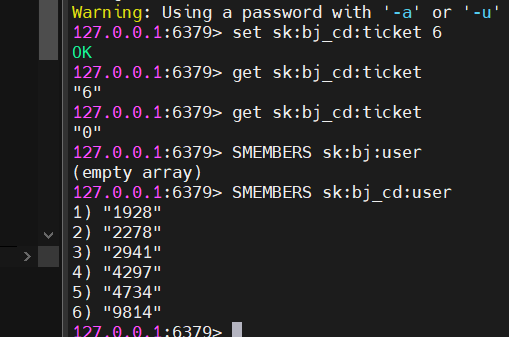 Warning: Using a password with '-a' or '-u'
127.0.0.1:6379> set sk:bj_cd:ticket 6
OK
127.0.0.1:6379> get sk:bj_cd:ticket
"6"
127.0.0.1:6379> get sk:bj_cd:ticket
"0"
127.0.0.1:6379> SMEMBERS sk:bj:user
(empty array)
127.0.0.1:6379> SMEMBERS sk:bj_cd:user
1) "1928"
2) "2278"
3) "2941"
4) "4297"
5) "4734"
6) "9814"
127.0.0.1:6379>